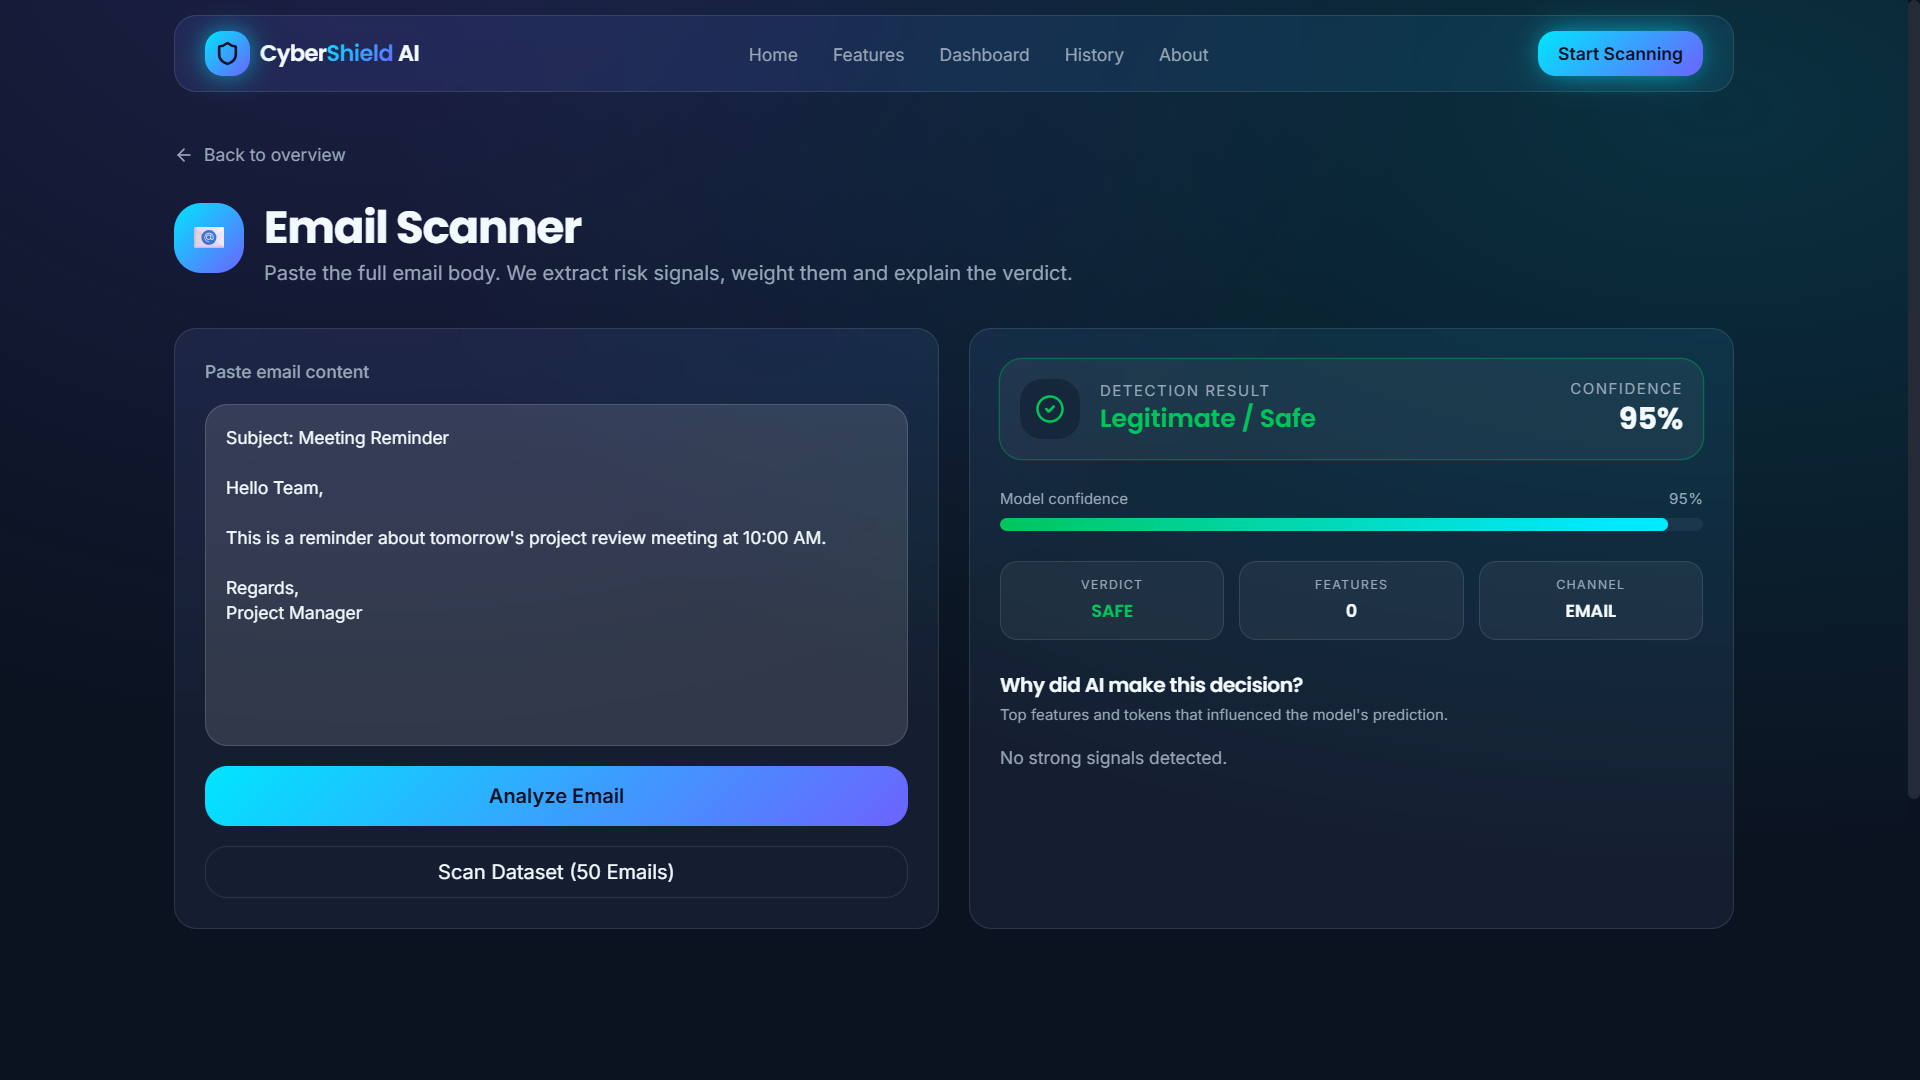 CyberShield AI
Home
Features
Dashboard
History
About
Start Scanning
Back to overview
Email Scanner
Paste the full email body. We extract risk signals, weight them and explain the verdict.
Paste email content
Subject: Meeting Reminder
Hello Team,
This is a reminder about tomorrow's project review meeting at 10:00 AM.
Regards,
Project Manager
Analyze Email
Scan Dataset (50 Emails)
DETECTION RESULT
Legitimate / Safe
CONFIDENCE
95%
Model confidence
95%
VERDICT
SAFE
FEATURES
0
CHANNEL
EMAIL
Why did AI make this decision?
Top features and tokens that influenced the model's prediction.
No strong signals detected.